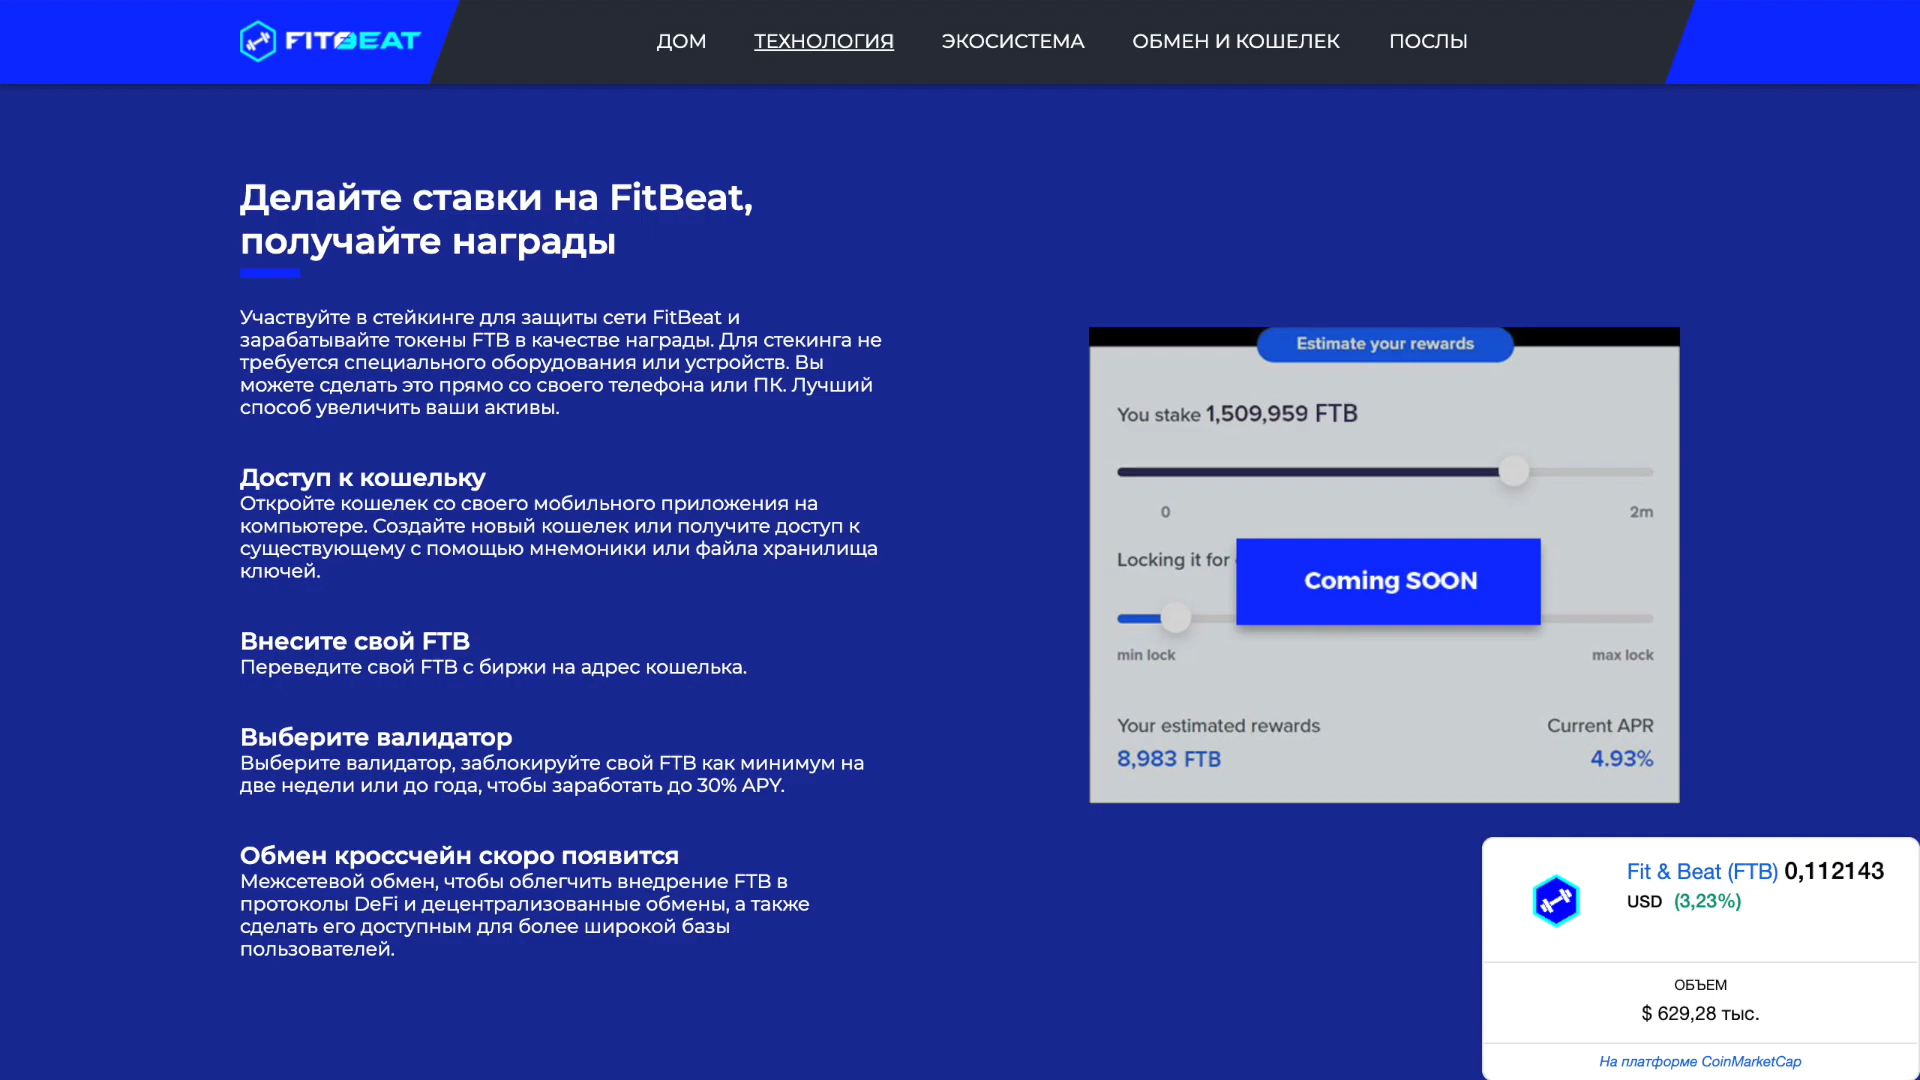 FITBEAT
ДОМ
ТЕХНОЛОГИЯ
ЭКОСИСТЕМА
ОБМЕН И КОШЕЛЕК
ПОСЛЫ
Делайте ставки на FitBeat,
получайте награды
Участвуйте в стейкинге для защиты сети FitBeat и
зарабатывайте токены FTB в качестве награды. Для стекинга не
требуется специального оборудования или устройств. Вы
можете сделать это прямо со своего телефона или ПК. Лучший
способ увеличить ваши активы.
Доступ к кошельку
Откройте кошелек со своего мобильного приложения на
компьютере. Создайте новый кошелек или получите доступ к
существующему с помощью мнемоники или файла хранилища
ключей.
Внесите свой FTB
Переведите свой FTB с биржи на адрес кошелька.
Выберите валидатор
Выберите валидатор, заблокируйте свой FTB как минимум на
две недели или до года, чтобы заработать до 30% APY.
Обмен кроссчейн скоро появится
Межсетевой обмен, чтобы облегчить внедрение FTB в
протоколы DeFi и децентрализованные обмены, а также
сделать его доступным для более широкой базы
пользователей.
Estimate your rewards
You stake 1,509,959 FTB
0
2m
Locking it for
Coming SOON
min lock
max lock
Your estimated rewards
Current APR
8,983 FTB
4.93%
Fit & Beat (FTB) 0,112143
USD (3,23%)
ОБЪЕМ
$ 629,28 тыс.
На платформе CoinMarketCap